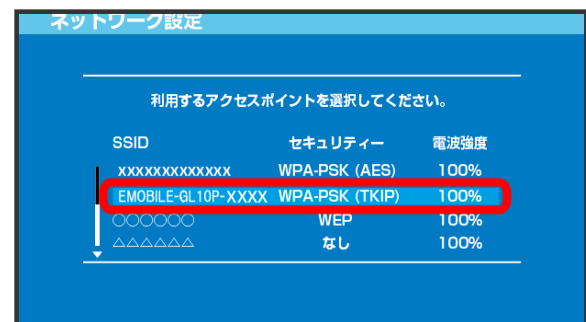 ネットワーク設定
利用するアクセスポイントを選択してください。
SSID セキュリティー 電波強度
xxxxxxxxxxxxx WPA-PSK (AES) 100%
EMOBILE-GL10P-XXXX WPA-PSK (TKIP) 100%
○○○○○○ WEP 100%
△△△△△△ なし 100%